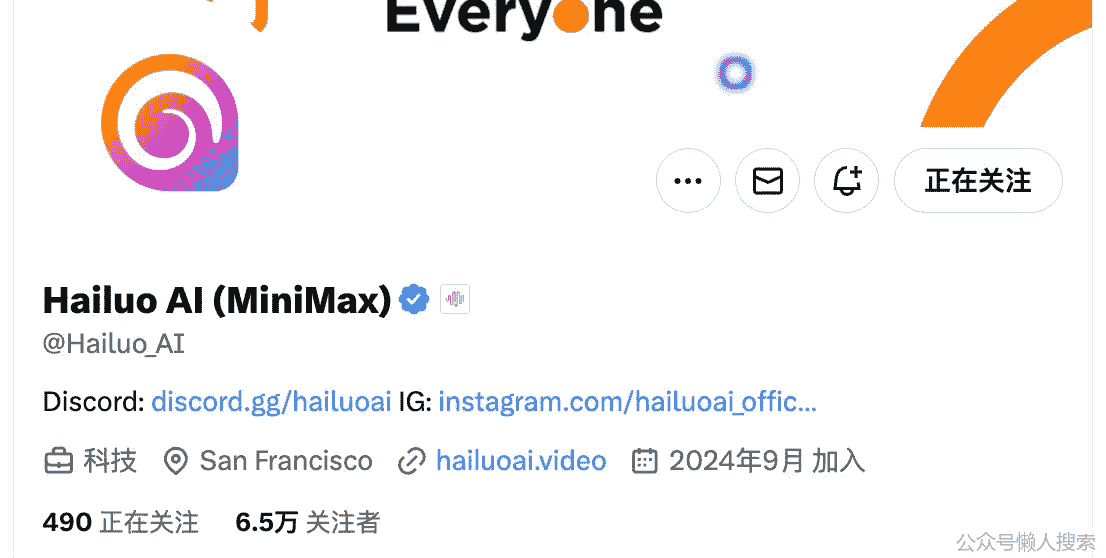 Everyone
正在关注
Hailuo AI (MiniMax)
@Hailuo_AI
Discord: discord.gg/hailuoai IG: instagram.com/hailuoai_offic...
科技 San Francisco hailuoai.video 2024年9月 加入
490 正在关注 6.5万 关注者
公众号懒人搜索